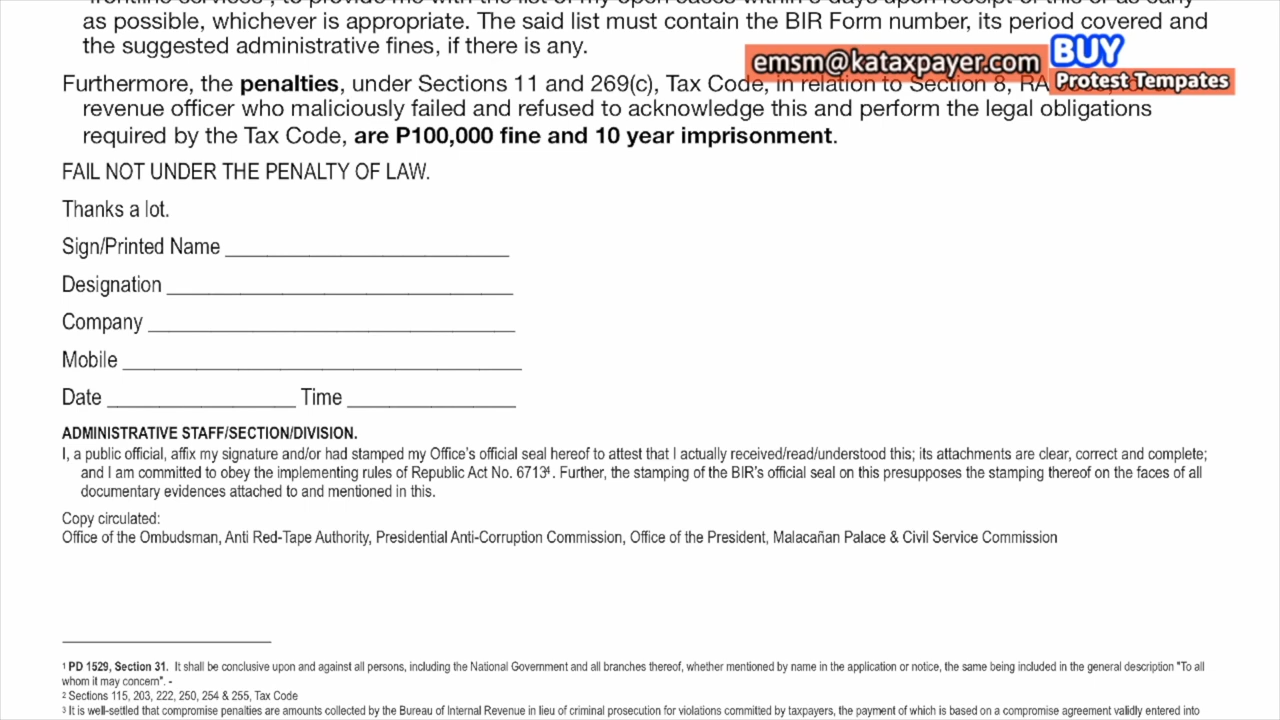 as possible, whichever is appropriate. The said list must contain the BIR Form number, its period covered and
the suggested administrative fines, if there is any.
emsm@kataxpayer.com
BUY
Protest Tempates
Furthermore, the penalties, under Sections 11 and 269(c), Tax Code, in relation to Section 8, RA
revenue officer who maliciously failed and refused to acknowledge this and perform the legal obligations
required by the Tax Code, are P100,000 fine and 10 year imprisonment.
FAIL NOT UNDER THE PENALTY OF LAW.
Thanks a lot.
Sign/Printed Name
Designation
Company
Mobile
Date Time
ADMINISTRATIVE STAFF/SECTION/DIVISION.
I, a public official, affix my signature and/or had stamped my Office's official seal hereof to attest that I actually received/read/understood this; its attachments are clear, correct and complete;
and I am committed to obey the implementing rules of Republic Act No. 6713⁴. Further, the stamping of the BIR's official seal on this presupposes the stamping thereof on the faces of all
documentary evidences attached to and mentioned in this.
Copy circulated:
Office of the Ombudsman, Anti Red-Tape Authority, Presidential Anti-Corruption Commission, Office of the President, Malacañan Palace & Civil Service Commission
¹ PD 1529, Section 31. It shall be conclusive upon and against all persons, including the National Government and all branches thereof, whether mentioned by name in the application or notice, the same being included in the general description "To all
whom it may concern". -
² Sections 115, 203, 222, 250, 254 & 255, Tax Code
³ It is well-settled that compromise penalties are amounts collected by the Bureau of Internal Revenue in lieu of criminal prosecution for violations committed by taxpayers, the payment of which is based on a compromise agreement validly entered into